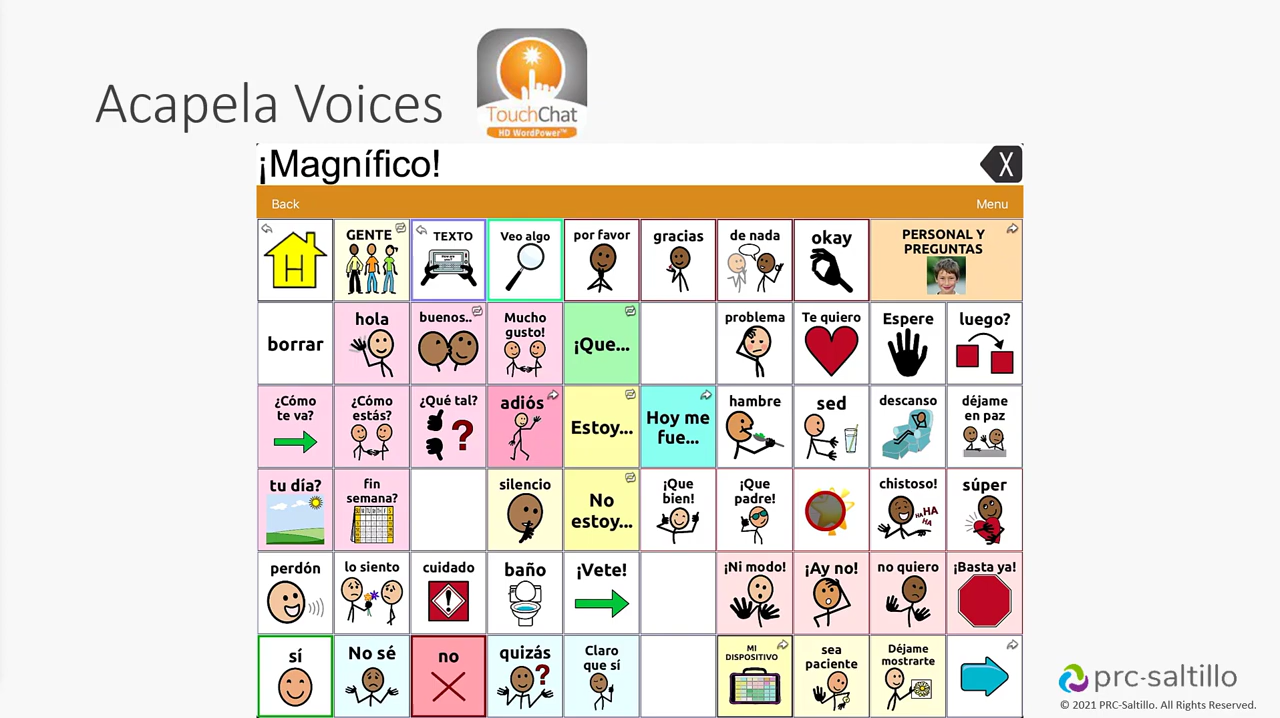 Acapela Voices
TouchChat
HD WordPower™
¡Magnífico!
X
Back
Menu
H
GENTE
TEXTO
Veo algo
por favor
gracias
de nada
okay
PERSONAL Y
PREGUNTAS
borrar
hola
buenos..
Mucho
gusto!
¡Que...
problema
Te quiero
Espere
luego?
¿Cómo
te va?
¿Cómo
estás?
¿Qué tal?
?
adiós
Estoy...
Hoy me
fue...
hambre
sed
descanso
déjame
en paz
tu día?
fin
semana?
silencio
No
estoy...
¡Que
bien!
¡Que
padre!
chistoso!
HA HA
HA
súper
perdón
lo siento
cuidado
!
baño
¡Vete!
¡Ni modo!
¡Ay no!
no quiero
¡Basta ya!
sí
No sé
no
quizás
?
Claro
que sí
MI
DISPOSITIVO
sea
paciente
Déjame
mostrarte
prc-saltillo
© 2021 PRC-Saltillo. All Rights Reserved.